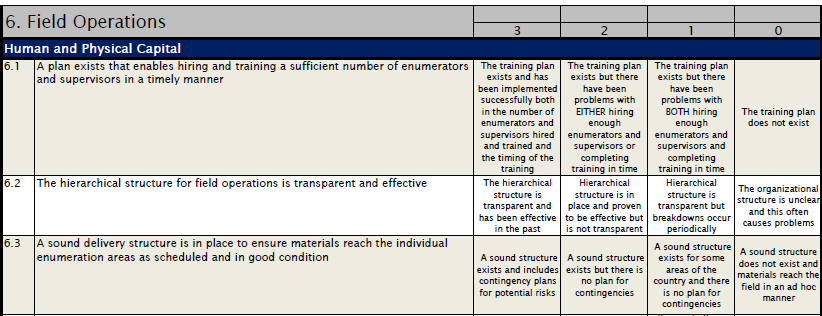 6. Field Operations
3 2 1 0
Human and Physical Capital
6.1 A plan exists that enables hiring and training a sufficient number of enumerators
and supervisors in a timely manner
The training plan
exists and has
been implemented
successfully both
in the number of
enumerators and
supervisors hired
and trained and
the timing of the
training
The training plan
exists but there
have been
problems with
EITHER hiring
enough
enumerators and
supervisors or
completing
training in time
The training plan
exists but there
have been
problems with
BOTH hiring
enough
enumerators and
supervisors and
completing
training in time
The training plan
does not exist
6.2 The hierarchical structure for field operations is transparent and effective
The hierarchical
structure is
transparent and
has been effective
in the past
Hierarchical
structure is in
place and proven
to be effective but
is not transparent
Hierarchical
structure is
transparent but
breakdowns occur
periodically
The organizational
structure is unclear
and this often
causes problems
6.3 A sound delivery structure is in place to ensure materials reach the individual
enumeration areas as scheduled and in good condition
A sound structure
exists and includes
contingency plans
for potential risks
A sound structure
exists but there is
no plan for
contingencies
A sound structure
exists for some
areas of the
country and there
is no plan for
contingencies
A sound structure
does not exist and
materials reach the
field in an ad hoc
manner